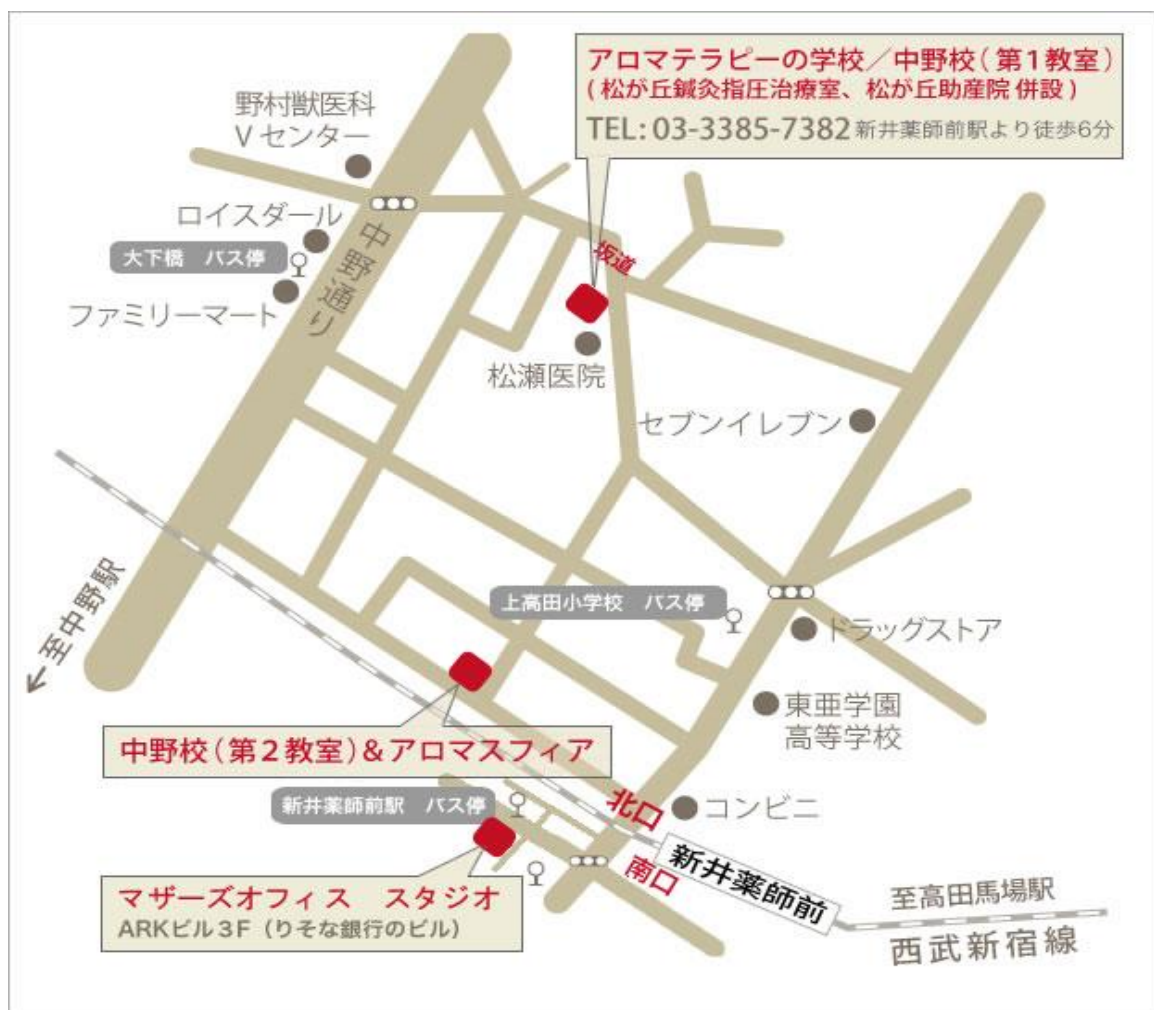 アロマテラピーの学校／中野校（第1教室）
（松が丘鍼灸指圧治療室、松が丘助産院 併設）
TEL: 03-3385-7382 新井薬師前駅より徒歩6分
野村獣医科
Vセンター
ロイスダール
大下橋　バス停
ファミリーマート
中野通り
坂道
松瀬医院
セブンイレブン
至中野駅
上高田小学校　バス停
ドラッグストア
東亜学園
高等学校
中野校（第2教室）＆アロマスフィア
新井薬師前駅　バス停
北口
コンビニ
南口
新井薬師前
マザーズオフィス　スタジオ
ARKビル3F（りそな銀行のビル）
至高田馬場駅
西武新宿線